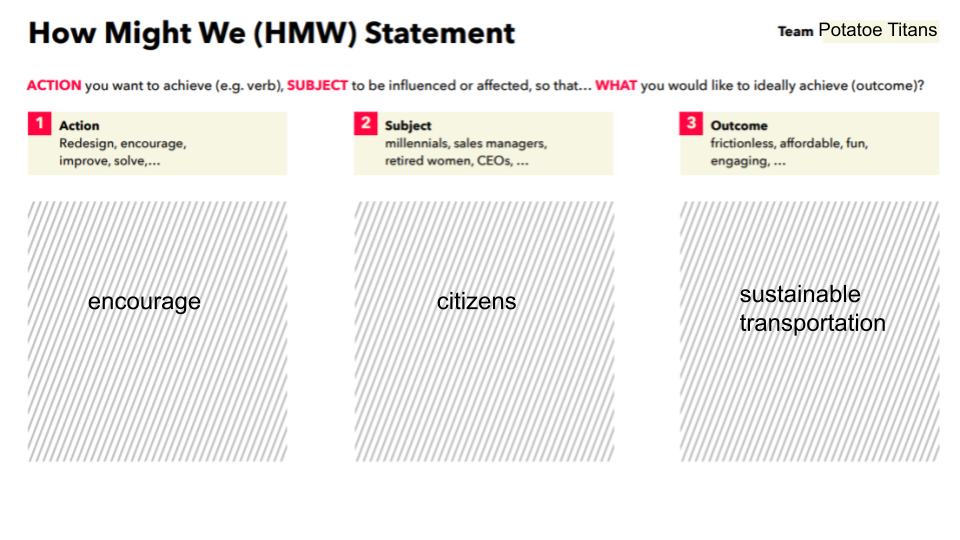 How Might We (HMW) Statement
Team Potatoe Titans
ACTION you want to achieve (e.g. verb), SUBJECT to be influenced or affected, so that... WHAT you would like to ideally achieve (outcome)?
1 Action
Redesign, encourage,
improve, solve,...
2 Subject
millennials, sales managers,
retired women, CEOs, ...
3 Outcome
frictionless, affordable, fun,
engaging, ...
encourage
citizens
sustainable
transportation